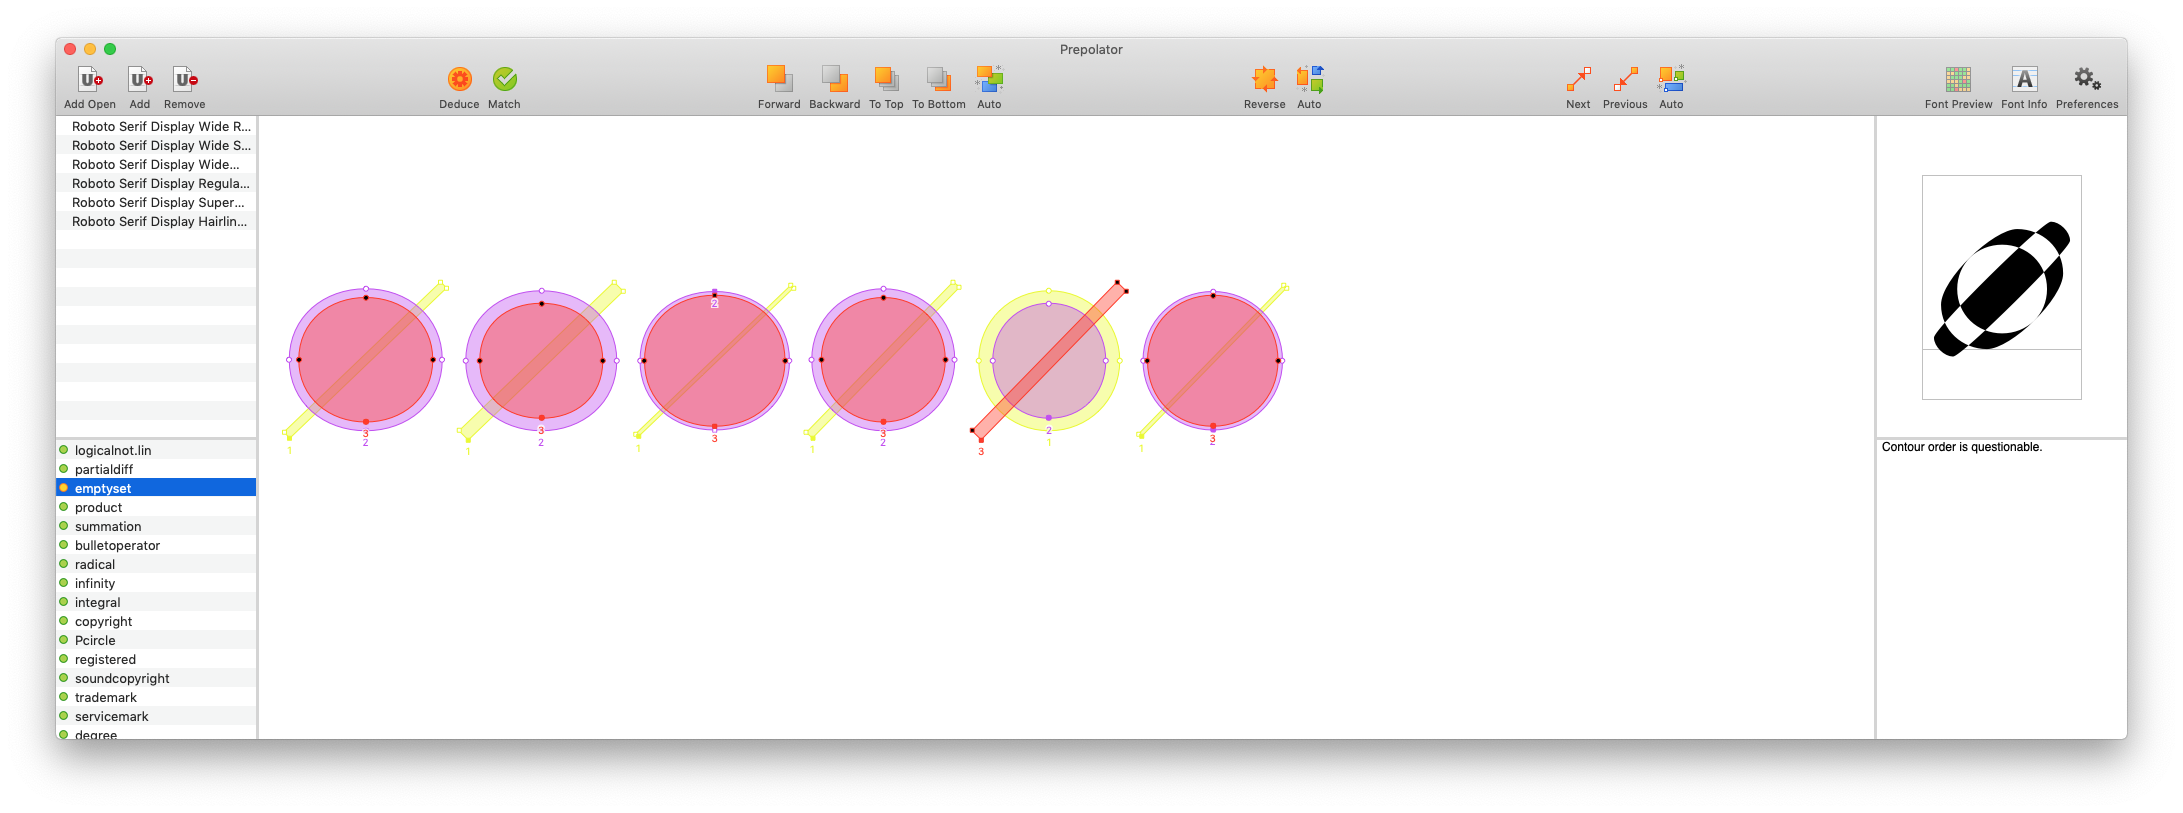 Prepolator
Add Open Add Remove Deduce Match Forward Backward To Top To Bottom Auto Reverse Auto Next Previous Auto Font Preview Font Info Preferences
Roboto Serif Display Wide R...
Roboto Serif Display Wide S...
Roboto Serif Display Wide...
Roboto Serif Display Regula...
Roboto Serif Display Super...
Roboto Serif Display Hairlin...
logicalnot.lin
partialdiff
emptyset
product
summation
bulletoperator
radical
infinity
integral
copyright
Pcircle
registered
soundcopyright
trademark
servicemark
degree
1 3 2
1 3 2
1 2 3
1 3 2
3 2 1
1 3 2
Contour order is questionable.